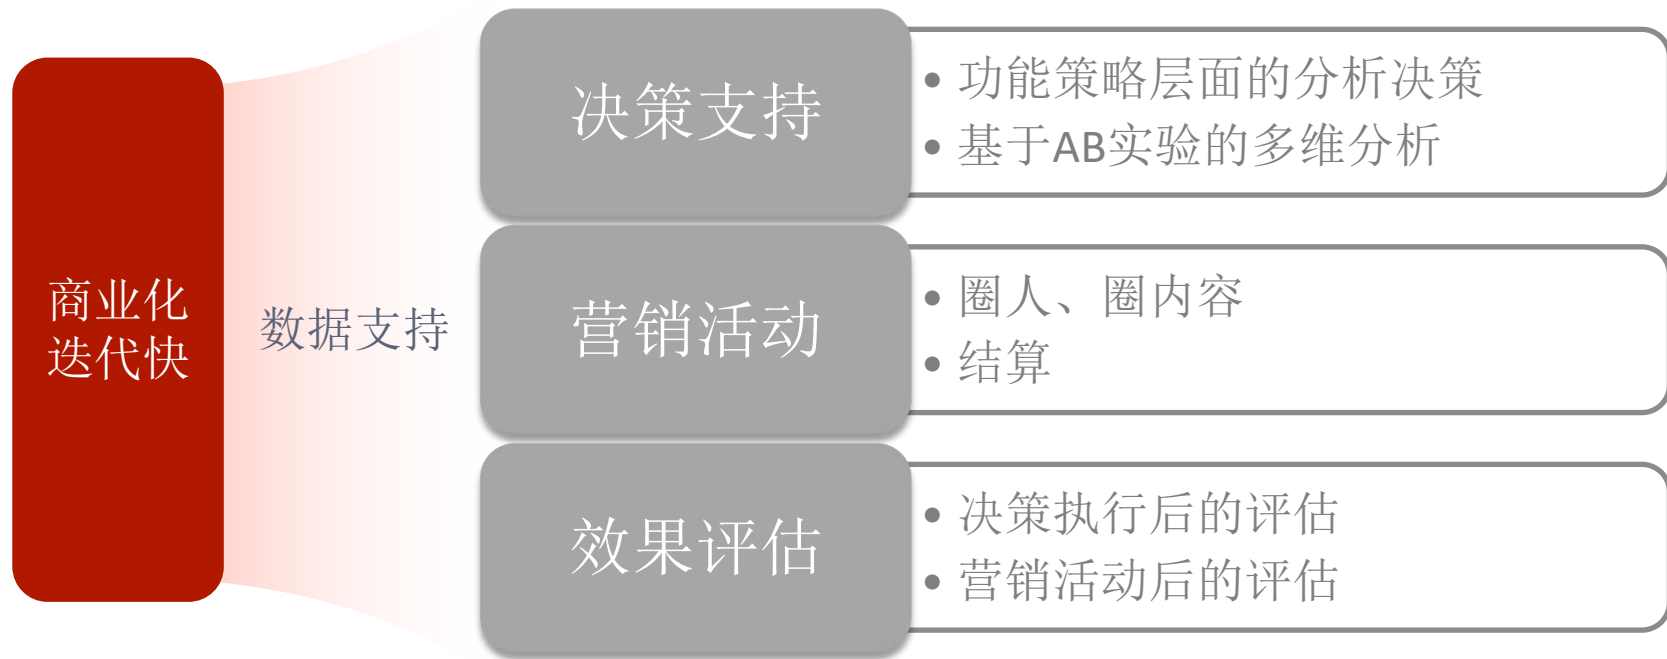 商业化
迭代快
数据支持
决策支持
• 功能策略层面的分析决策
• 基于AB实验的多维分析
营销活动
• 圈人、圈内容
• 结算
效果评估
• 决策执行后的评估
• 营销活动后的评估